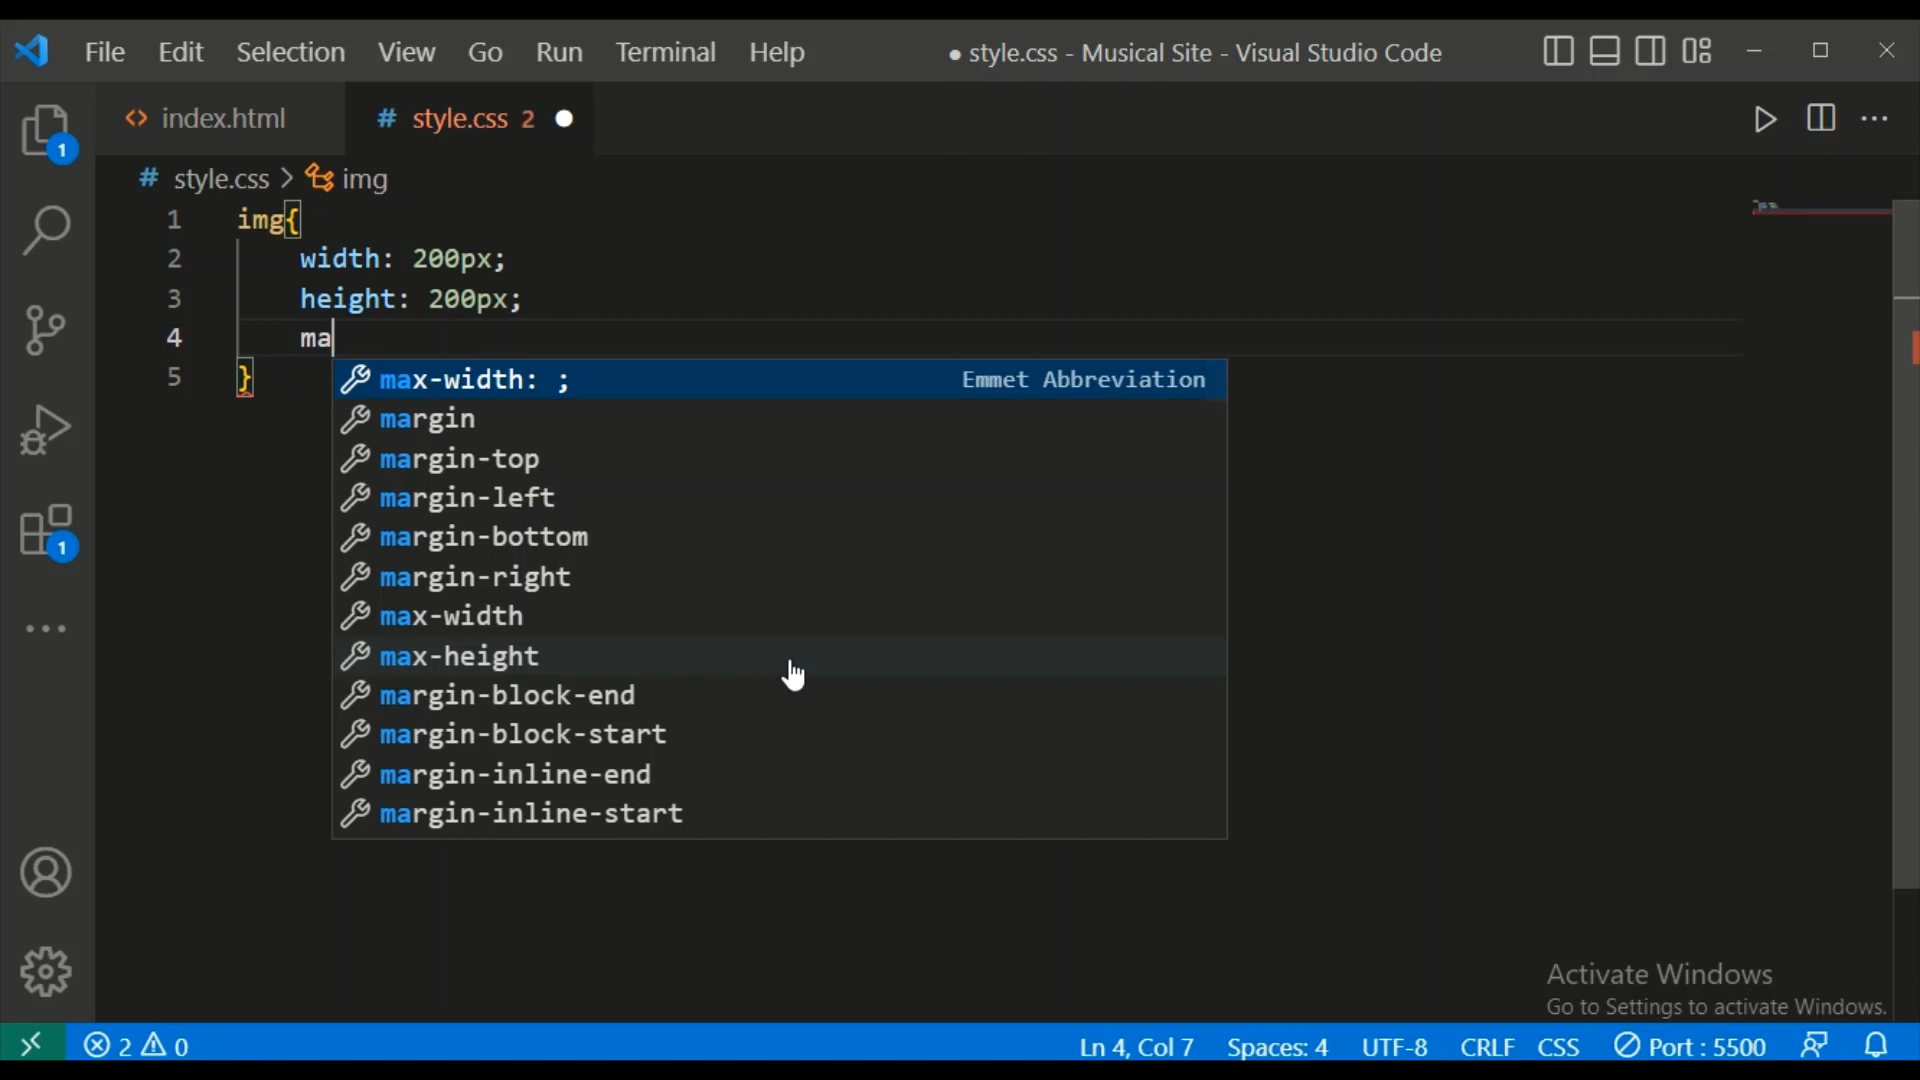 File Edit Selection View Go Run Terminal Help ● style.css - Musical Site - Visual Studio Code
<> index.html # style.css 2 ●
# style.css > img
1 img{
2 width: 200px;
3 height: 200px;
4 ma
5 }
max-width: ; Emmet Abbreviation
margin
margin-top
margin-left
margin-bottom
margin-right
max-width
max-height
margin-block-end
margin-block-start
margin-inline-end
margin-inline-start
1
1
Activate Windows
Go to Settings to activate Windows.
2 0 Ln 4, Col 7 Spaces: 4 UTF-8 CRLF CSS Port : 5500